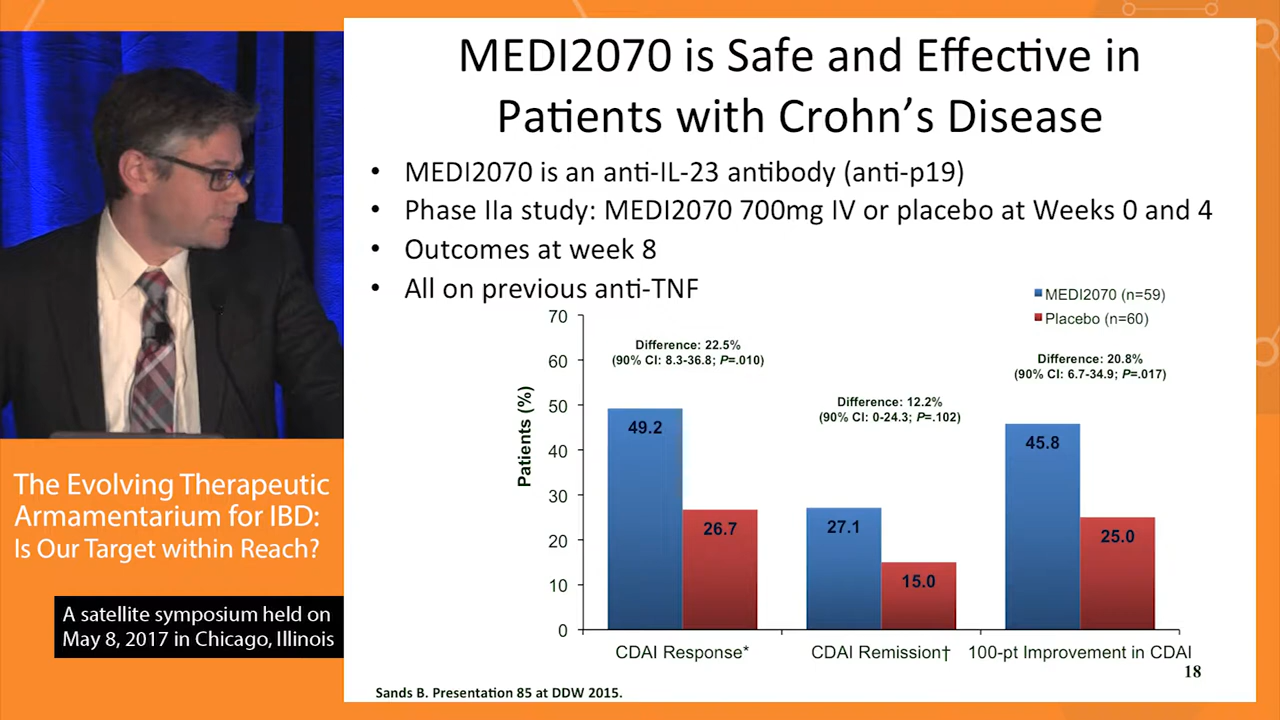 MEDI2070 is Safe and Effective in
Patients with Crohn's Disease
• MEDI2070 is an anti-IL-23 antibody (anti-p19)
• Phase IIa study: MEDI2070 700mg IV or placebo at Weeks 0 and 4
• Outcomes at week 8
• All on previous anti-TNF
MEDI2070 (n=59)
Placebo (n=60)
Patients (%)
70
60
50
40
30
20
10
0
Difference: 22.5%
(90% CI: 8.3-36.8; P=.010)
49.2
26.7
CDAI Response*
Difference: 12.2%
(90% CI: 0-24.3; P=.102)
27.1
15.0
CDAI Remission†
Difference: 20.8%
(90% CI: 6.7-34.9; P=.017)
45.8
25.0
100-pt Improvement in CDAI
18
Sands B. Presentation 85 at DDW 2015.
The Evolving Therapeutic
Armamentarium for IBD:
Is Our Target within Reach?
A satellite symposium held on
May 8, 2017 in Chicago, Illinois